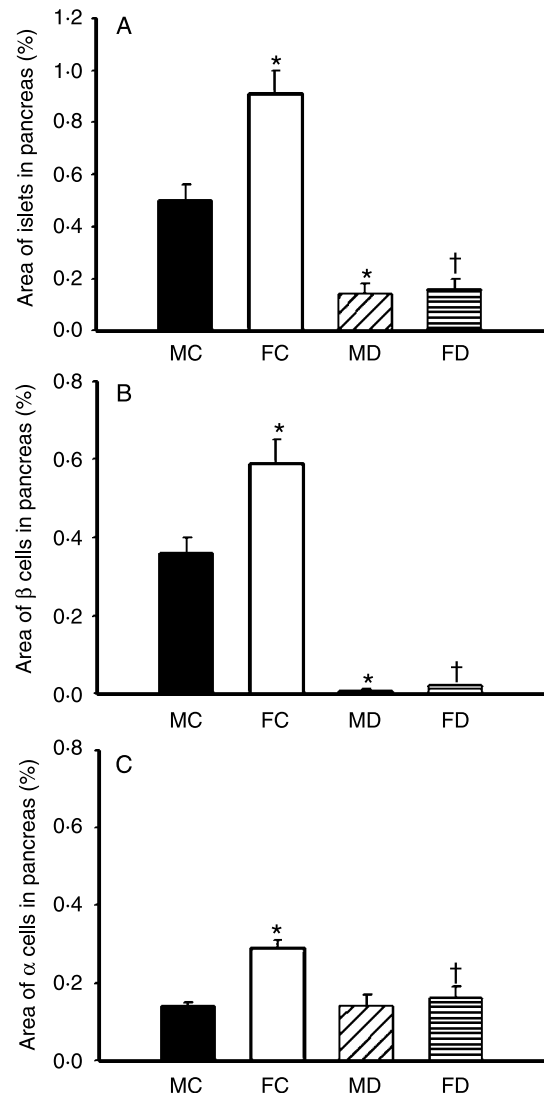 A
Area of islets in pancreas (%)
1·2
1·0
0·8
0·6
0·4
0·2
0·0
*
*
†
MC FC MD FD
B
Area of β cells in pancreas (%)
0·8
0·6
0·4
0·2
0·0
*
*
†
MC FC MD FD
C
Area of α cells in pancreas (%)
0·8
0·6
0·4
0·2
0·0
*
†
MC FC MD FD